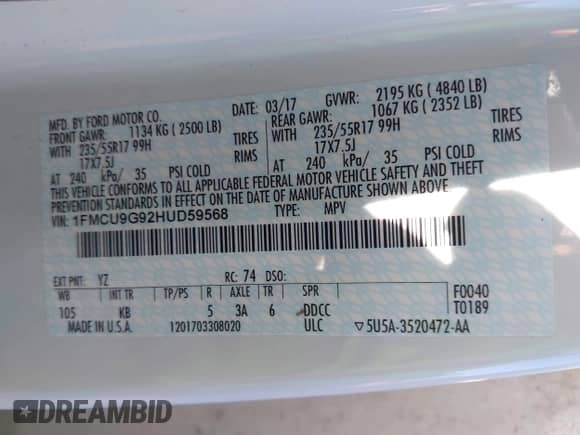 MFD. BY FORD MOTOR CO.
DATE: 03/17 GVWR: 2195 KG ( 4840 LB)
FRONT GAWR: 1134 KG ( 2500 LB) REAR GAWR: 1067 KG ( 2352 LB)
WITH 235/55R17 99H TIRES WITH 235/55R17 99H TIRES
17X7.5J RIMS 17X7.5J RIMS
AT 240 kPa/ 35 PSI COLD AT 240 kPa/ 35 PSI COLD
THIS VEHICLE CONFORMS TO ALL APPLICABLE FEDERAL MOTOR VEHICLE SAFETY AND THEFT
PREVENTION STANDARDS IN EFFECT ON THE DATE OF MANUFACTURE SHOWN ABOVE.
VIN: 1FMCU9G92HUD59568 TYPE: MPV
EXT PNT: YZ RC: 74 DSO:
WB INT TR TP/PS R AXLE TR SPR F0040
105 KB 5 3A 6 DDCC T0189
MADE IN U.S.A. 1201703308020 ULC ▽5U5A-3520472-AA
DREAMBID